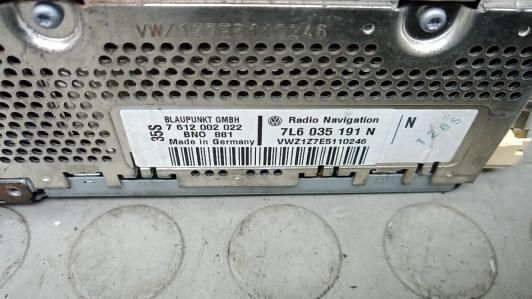 VWZ1Z7E5110246
35S
BLAUPUNKT GMBH
7 612 002 022
BNO 881
Made in Germany
Radio Navigation
7L6 035 191 N
VWZ1Z7E5110246
N